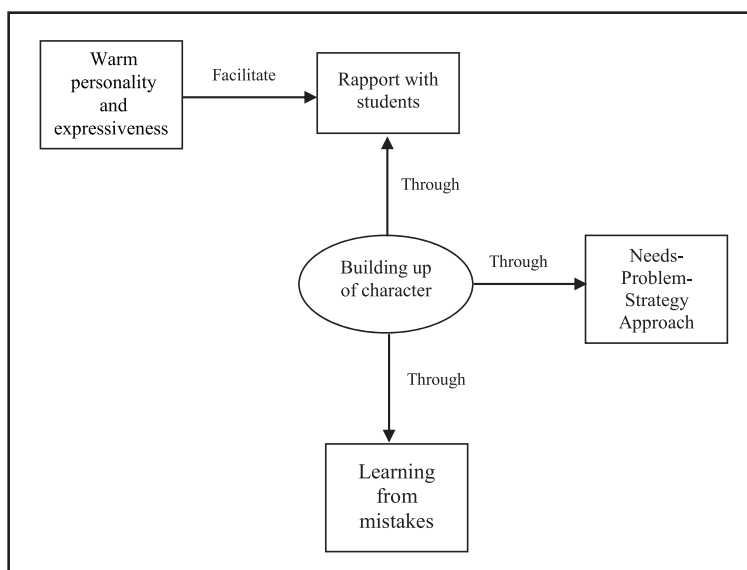 Warm
personality
and
expressiveness
Facilitate
Rapport with
students
Through
Building up
of character
Through
Needs-
Problem-
Strategy
Approach
Through
Learning
from
mistakes